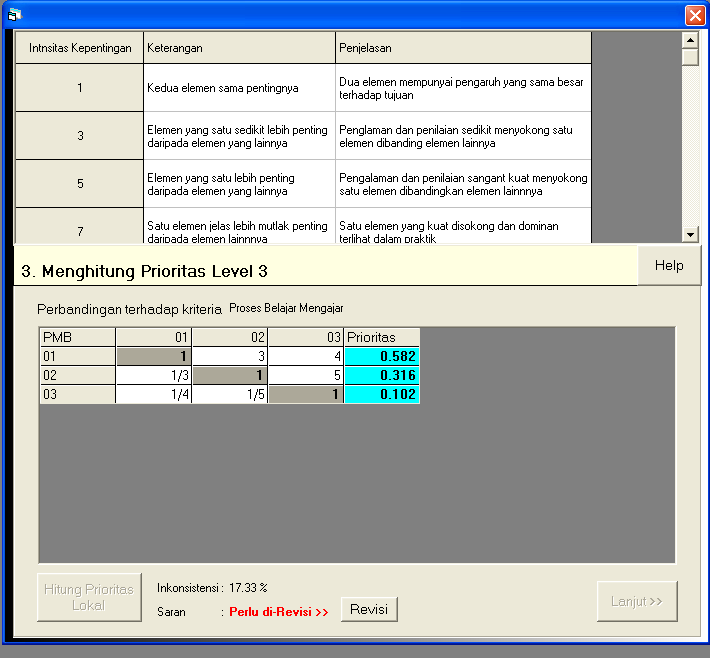 Intnsitas Kepentingan Keterangan Penjelasan
1 Kedua elemen sama pentingnya Dua elemen mempunyai pengaruh yang sama besar
terhadap tujuan
3 Elemen yang satu sedikit lebih penting Penglaman dan penilaian sedikit menyokong satu
daripada elemen yang lainnya elemen dibanding elemen lainnya
5 Elemen yang satu lebih penting Pengalaman dan penilaian sangant kuat menyokong
daripada elemen yang lainnya satu elemen dibandingkan elemen lainnnya
7 Satu elemen jelas lebih mutlak penting Satu elemen yang kuat disokong dan dominan
daripada elemen lainnnya terlihat dalam praktik
3. Menghitung Prioritas Level 3 Help
Perbandingan terhadap kriteria Proses Belajar Mengajar
PMB 01 02 03 Prioritas
01 1 3 4 0.582
02 1/3 1 5 0.316
03 1/4 1/5 1 0.102
Hitung Prioritas Lokal
Inkonsistensi : 17.33 %
Saran : Perlu di-Revisi >> Revisi
Lanjut >>